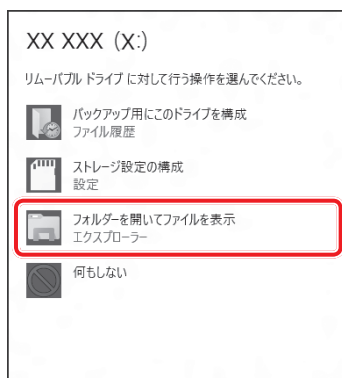 XX XXX (X:)
リムーバブル ドライブ に対して行う操作を選んでください。
バックアップ用にこのドライブを構成
ファイル履歴
ストレージ設定の構成
設定
フォルダーを開いてファイルを表示
エクスプローラー
何もしない